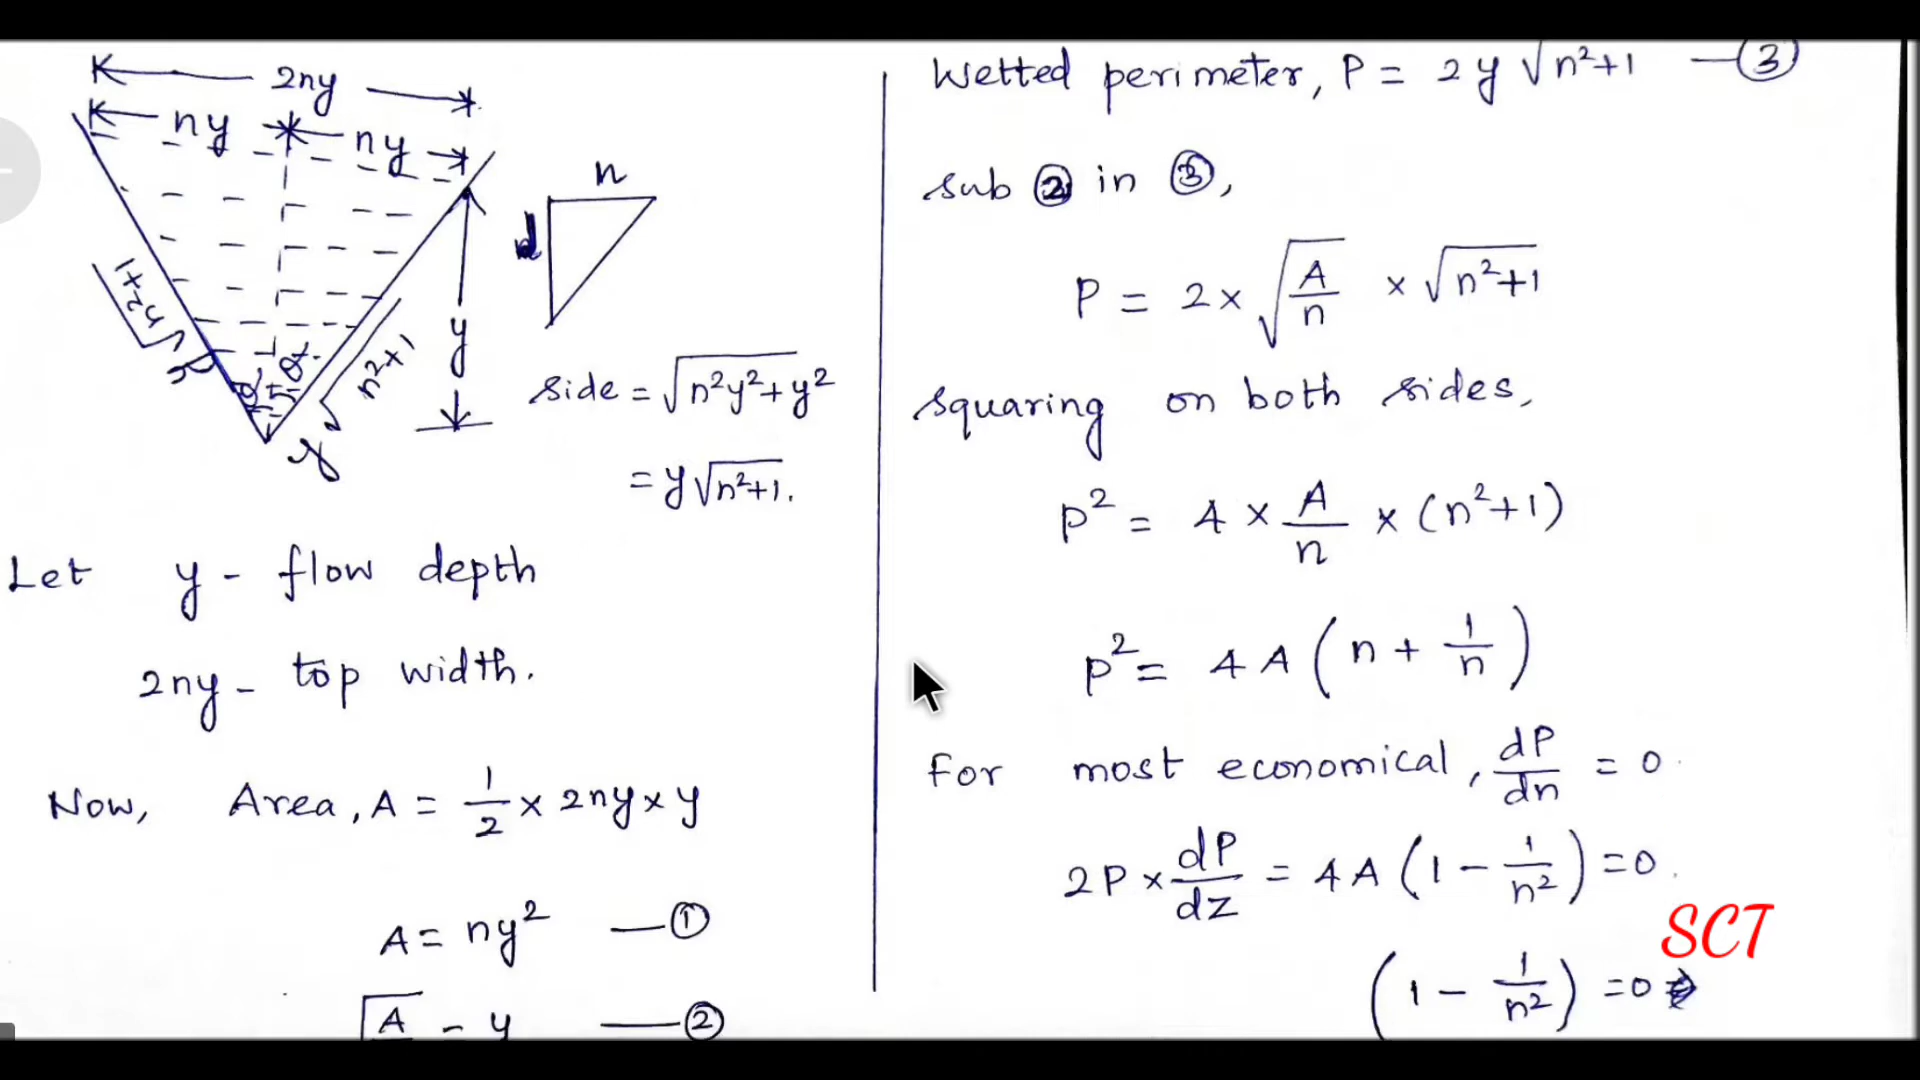 2ny
ny
ny
n
y
√n²+1
y√n²+1
θ
θ
side = √n²y²+y²
= y√n²+1.
Let y - flow depth
2ny - top width.
Now, Area, A = 1/2 × 2ny × y
A = ny² —①
√A = y —②
Wetted perimeter, P = 2y √n²+1 —③
sub ② in ③,
P = 2 × √A/n × √n²+1
squaring on both sides,
P² = 4 × A/n × (n²+1)
P² = 4A (n + 1/n)
For most economical, dP/dn = 0.
2P × dP/dz = 4A (1 - 1/n²) = 0.
(1 - 1/n²) = 0
SCT